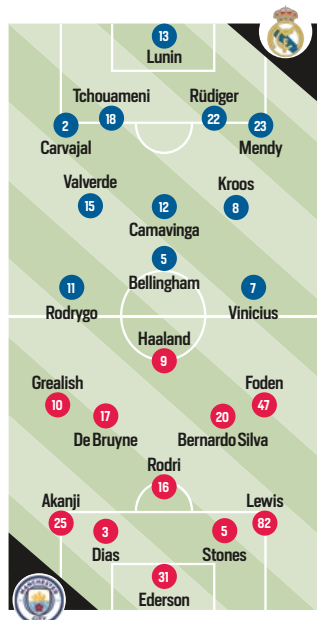 13
Lunin
Tchouameni
Rüdiger
18
22
2
23
Carvajal
Mendy
Valverde
Kroos
15
12
8
Camavinga
5
Bellingham
11
7
Rodrygo
Vinicius
Haaland
9
Grealish
Foden
10
47
17
20
De Bruyne
Bernardo Silva
Rodri
16
Akanji
Lewis
25
82
3
5
Dias
Stones
31
Ederson
MANCHESTER
CITY